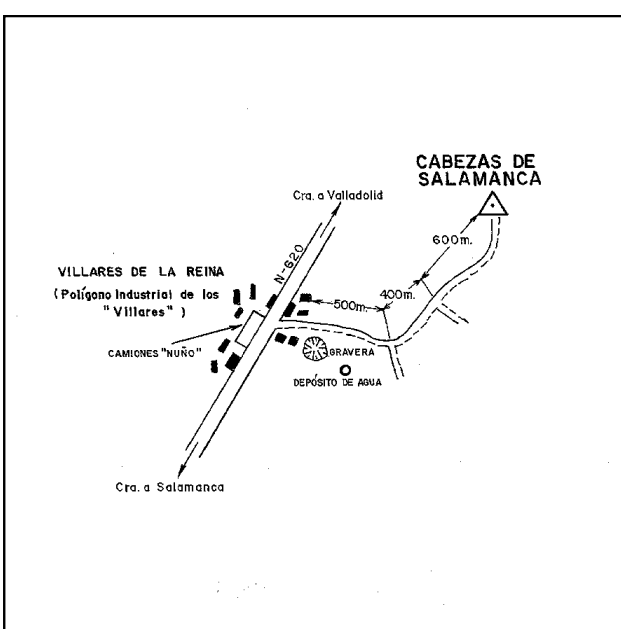 CABEZAS DE
SALAMANCA
Cra. a Valladolid
600m.
N-620
VILLARES DE LA REINA
(Polígono Industrial de los
"Villares")
400m.
500m.
CAMIONES "NUÑO"
GRAVERA
DEPÓSITO DE AGUA
Cra. a Salamanca